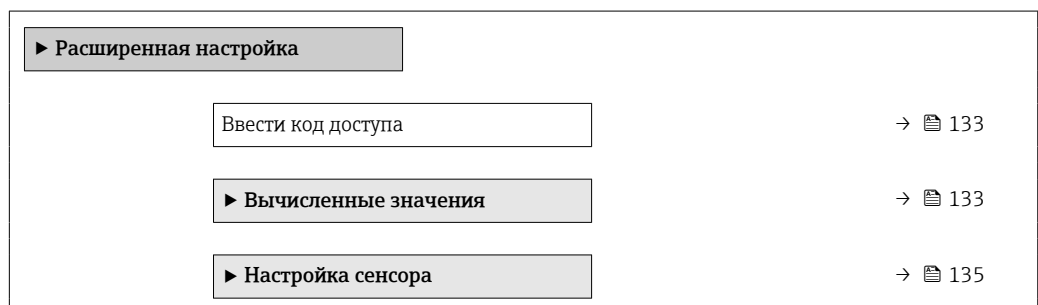 ▶ Расширенная настройка
Ввести код доступа → 133
▶ Вычисленные значения → 133
▶ Настройка сенсора → 135